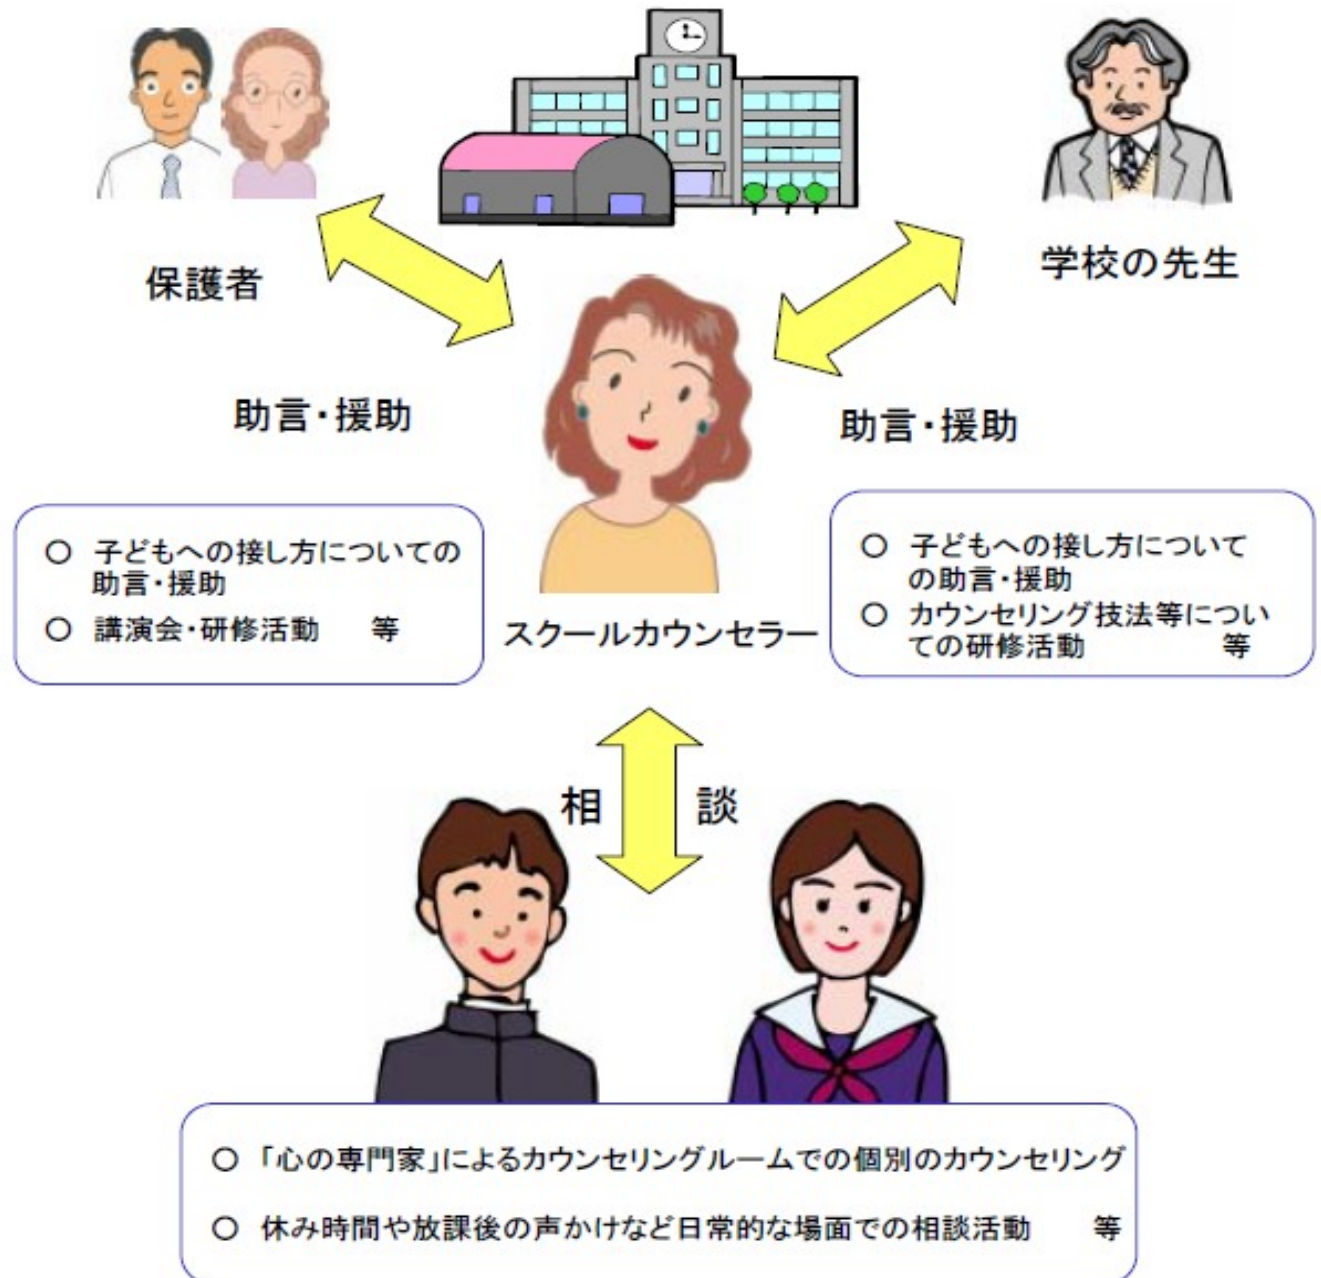 保護者
学校の先生
助言・援助
助言・援助
○ 子どもへの接し方についての
助言・援助
○ 講演会・研修活動　等
スクールカウンセラー
○ 子どもへの接し方について
の助言・援助
○ カウンセリング技法等につい
ての研修活動　等
相　談
○ 「心の専門家」によるカウンセリングルームでの個別のカウンセリング
○ 休み時間や放課後の声かけなど日常的な場面での相談活動　等